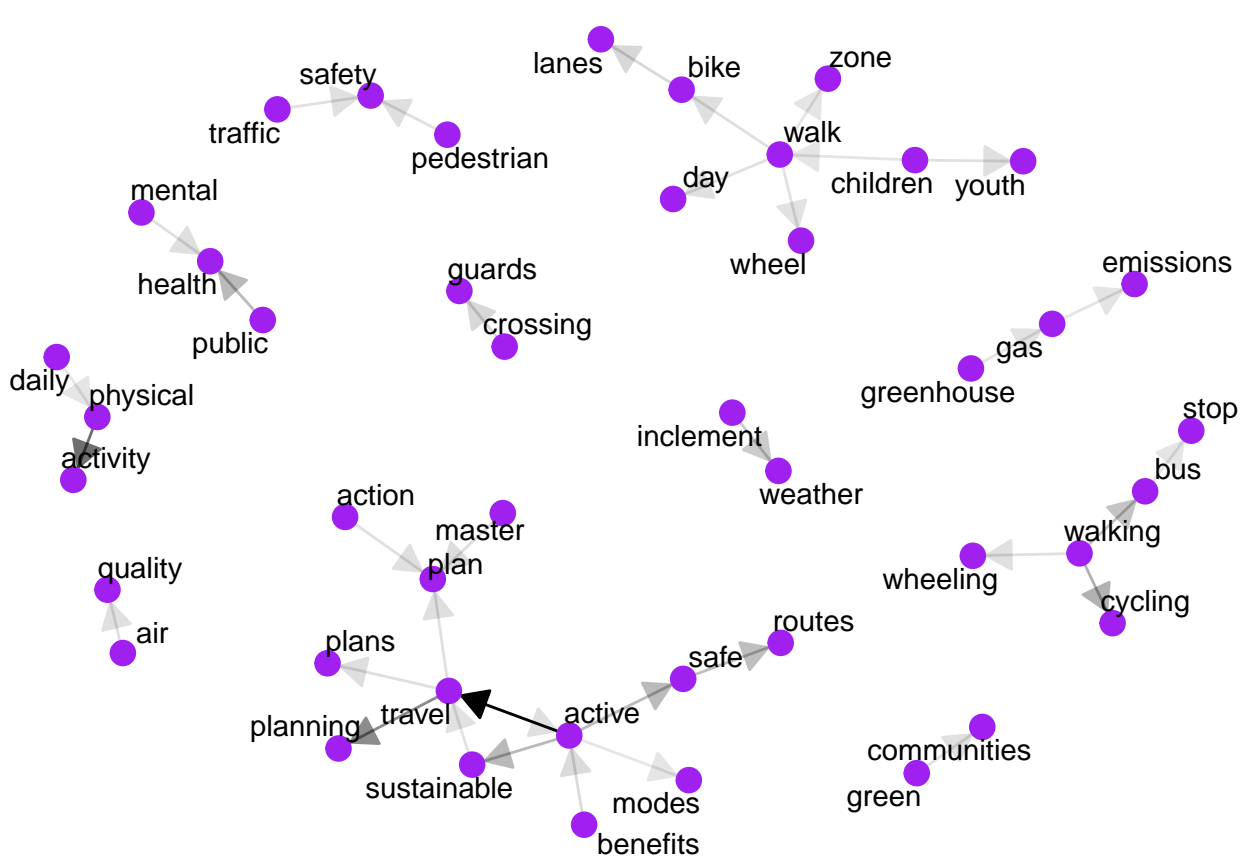 lanes
bike
zone
safety
traffic
pedestrian
walk
day
children
youth
wheel
mental
health
public
guards
crossing
emissions
gas
greenhouse
daily
physical
activity
inclement
weather
stop
bus
walking
wheeling
cycling
action
master
plan
quality
air
plans
travel
planning
sustainable
active
safe
routes
modes
benefits
communities
green